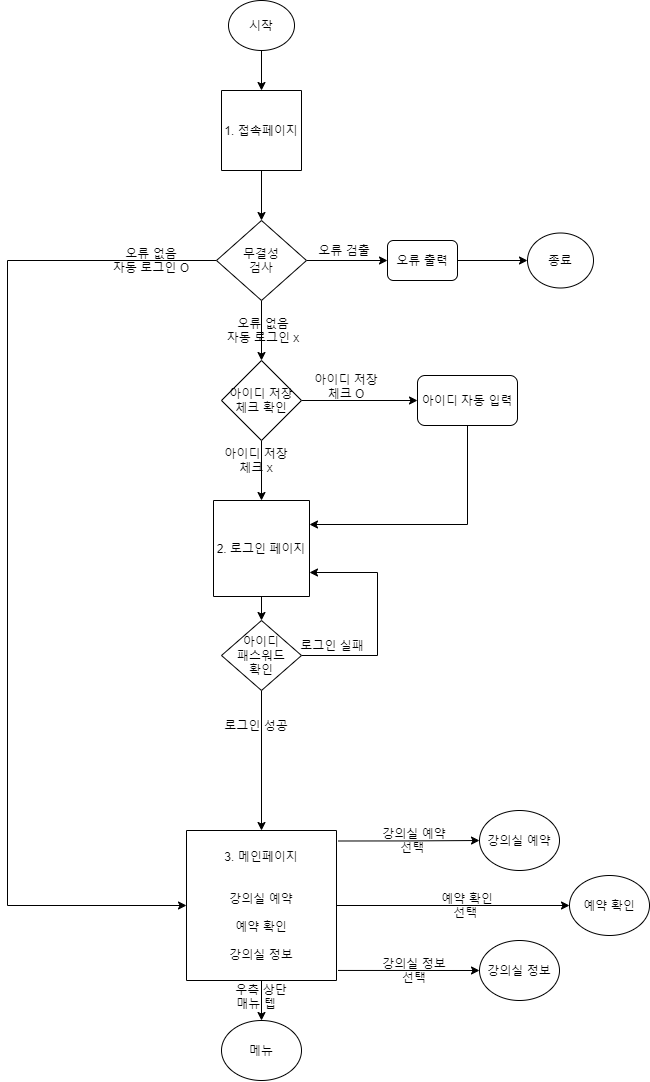 시작
1. 접속페이지
무결성
검사
오류 없음
자동 로그인 O
오류 검출
오류 출력
종료
오류 없음
자동 로그인 x
아이디 저장
체크 확인
아이디 저장
체크 O
아이디 자동 입력
아이디 저장
체크 x
2. 로그인 페이지
아이디
패스워드
확인
로그인 실패
로그인 성공
3. 메인페이지
강의실 예약
예약 확인
강의실 정보
강의실 예약
선택
강의실 예약
예약 확인
선택
예약 확인
강의실 정보
선택
강의실 정보
우측 상단
매뉴 텝
메뉴